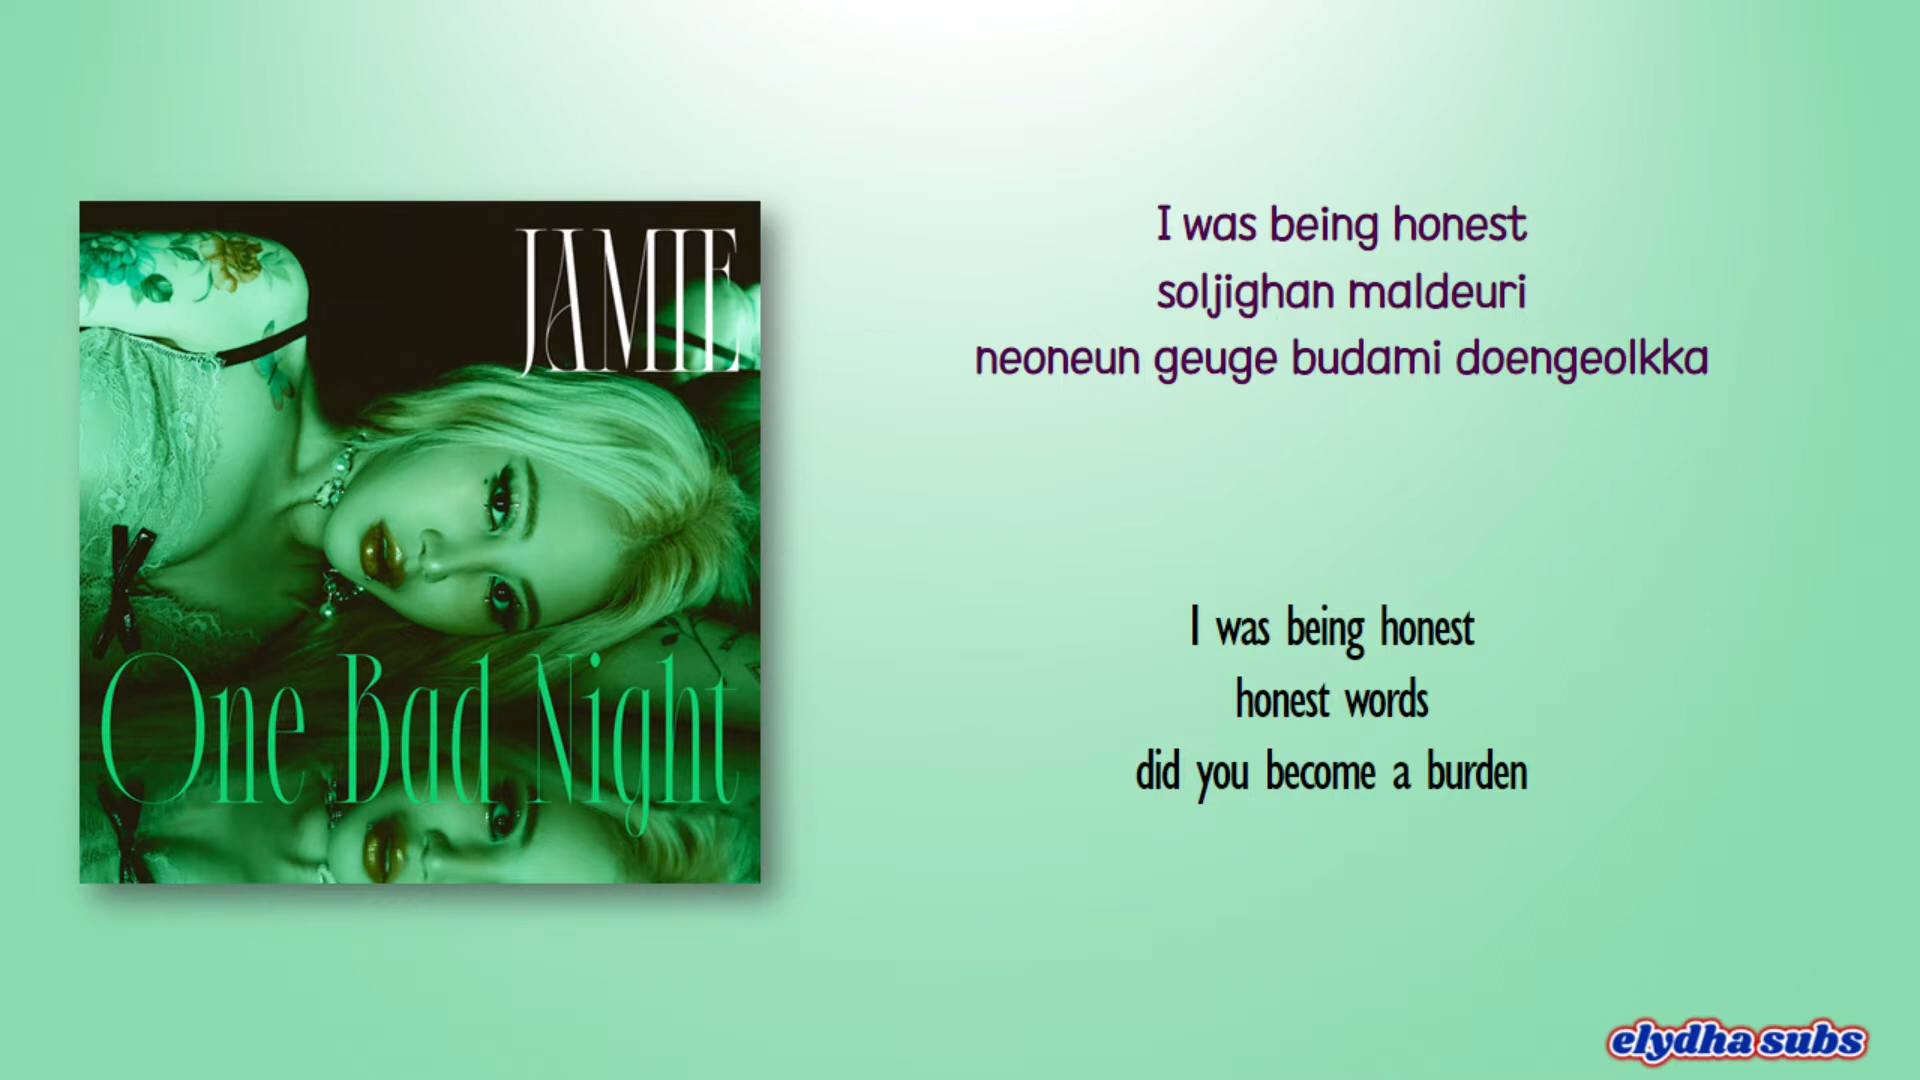 JAMIE
One Bad Night
I was being honest
soljighan maldeuri
neoneun geuge budami doengeolkka
I was being honest
honest words
did you become a burden
elydha subs